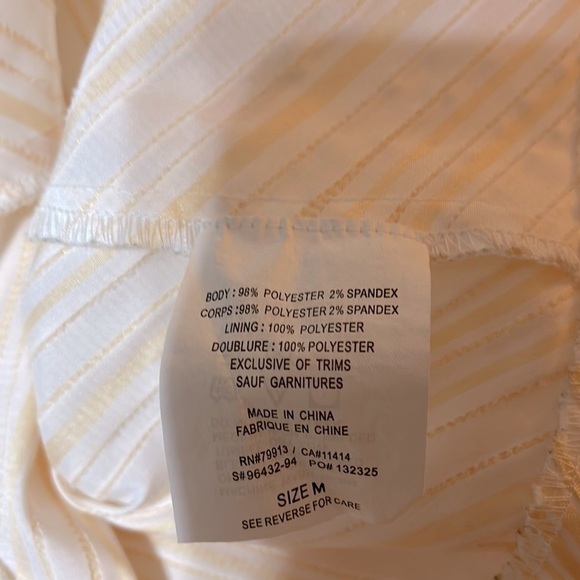 BODY : 98% POLYESTER 2% SPANDEX
CORPS : 98% POLYESTER 2% SPANDEX
LINING : 100% POLYESTER
DOUBLURE : 100% POLYESTER
EXCLUSIVE OF TRIMS
SAUF GARNITURES
MADE IN CHINA
FABRIQUE EN CHINE
RN#79913 / CA#11414
S#96432-94 PO# 132325
SIZE M
SEE REVERSE FOR CARE